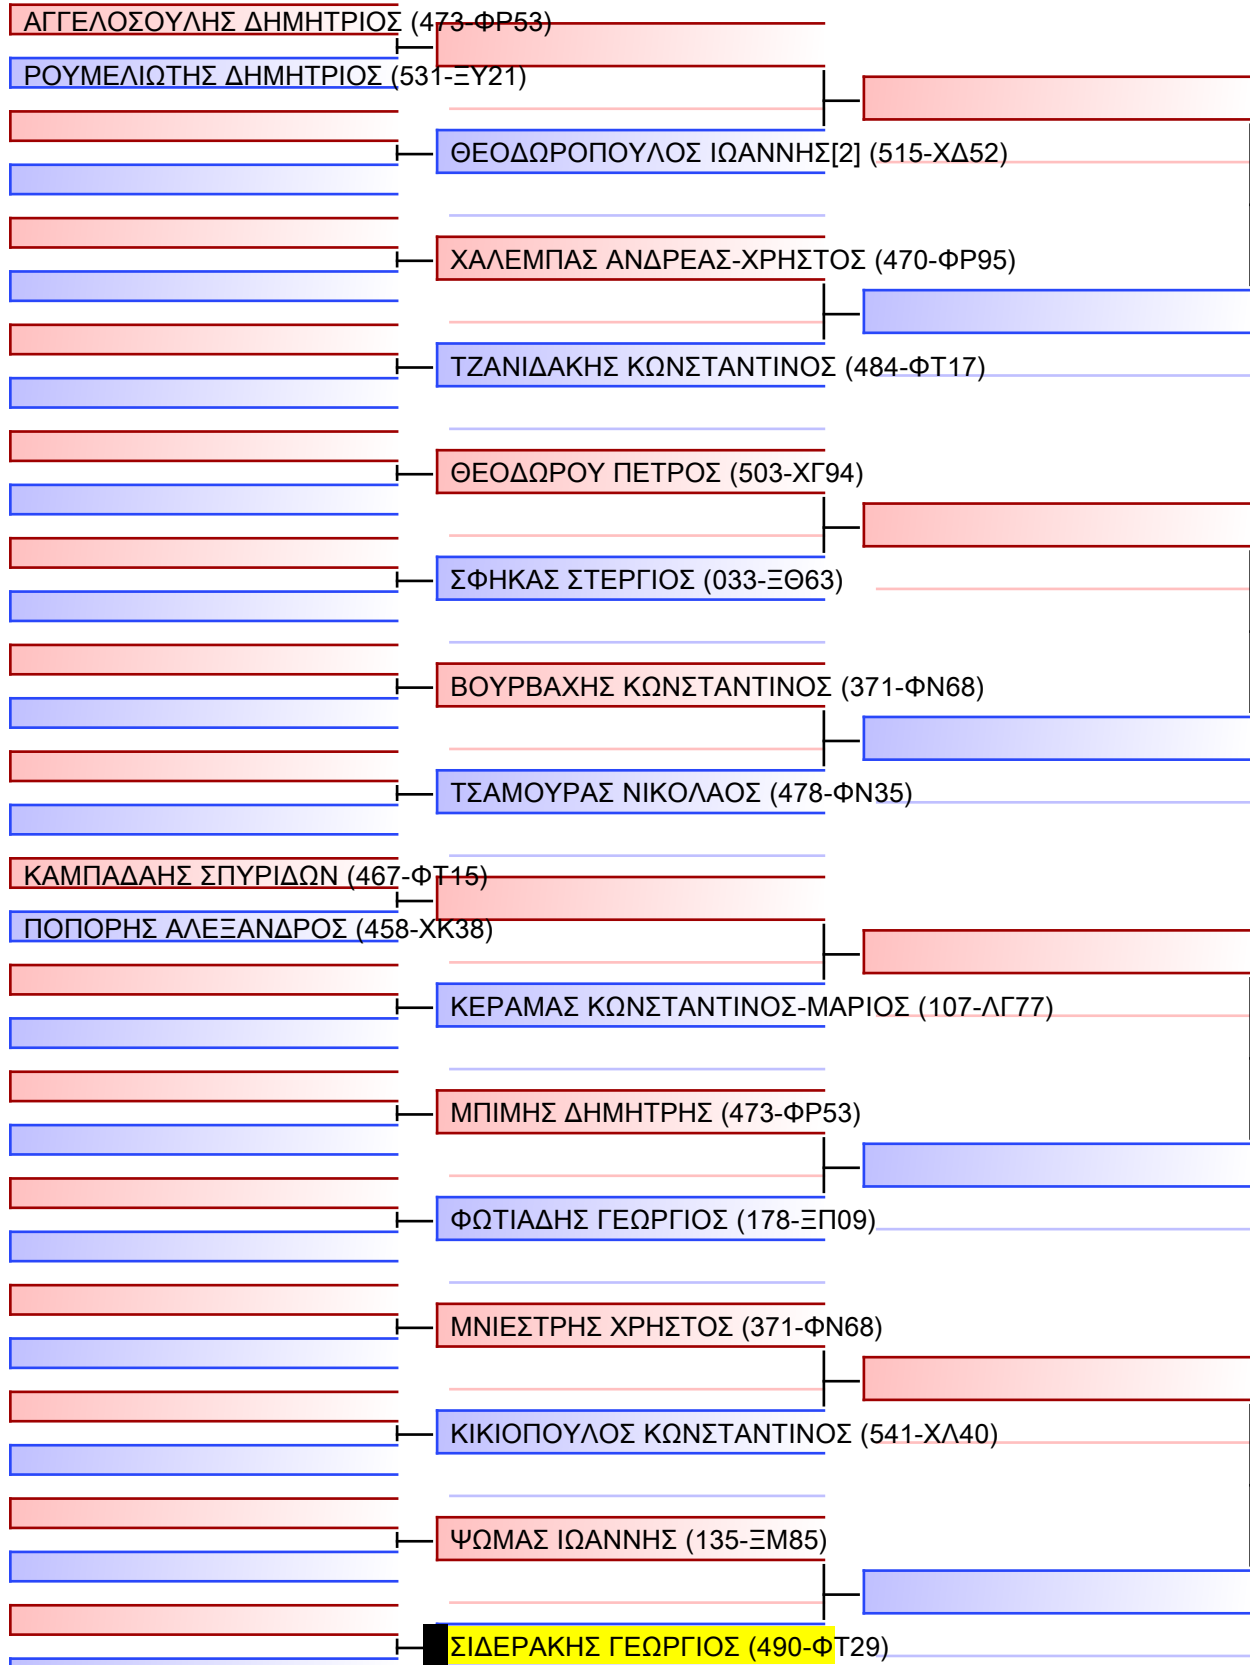 ΑΓΓΕΛΟΣΟΥΛΗΣ ΔΗΜΗΤΡΙΟΣ (473-ΦΡ53)
ΡΟΥΜΕΛΙΩΤΗΣ ΔΗΜΗΤΡΙΟΣ (531-ΞΥ21)
ΘΕΟΔΩΡΟΠΟΥΛΟΣ ΙΩΑΝΝΗΣ[2] (515-ΧΔ52)
ΧΑΛΕΜΠΑΣ ΑΝΔΡΕΑΣ-ΧΡΗΣΤΟΣ (470-ΦΡ95)
ΤΖΑΝΙΔΑΚΗΣ ΚΩΝΣΤΑΝΤΙΝΟΣ (484-ΦΤ17)
ΘΕΟΔΩΡΟΥ ΠΕΤΡΟΣ (503-ΧΓ94)
ΣΦΗΚΑΣ ΣΤΕΡΓΙΟΣ (033-ΞΘ63)
ΒΟΥΡΒΑΧΗΣ ΚΩΝΣΤΑΝΤΙΝΟΣ (371-ΦΝ68)
ΤΣΑΜΟΥΡΑΣ ΝΙΚΟΛΑΟΣ (478-ΦΝ35)
ΚΑΜΠΑΔΑΗΣ ΣΠΥΡΙΔΩΝ (467-ΦΤ15)
ΠΟΠΟΡΗΣ ΑΛΕΞΑΝΔΡΟΣ (458-ΧΚ38)
ΚΕΡΑΜΑΣ ΚΩΝΣΤΑΝΤΙΝΟΣ-ΜΑΡΙΟΣ (107-ΛΓ77)
ΜΠΙΜΗΣ ΔΗΜΗΤΡΗΣ (473-ΦΡ53)
ΦΩΤΙΑΔΗΣ ΓΕΩΡΓΙΟΣ (178-ΞΠ09)
ΜΝΙΕΣΤΡΗΣ ΧΡΗΣΤΟΣ (371-ΦΝ68)
ΚΙΚΙΟΠΟΥΛΟΣ ΚΩΝΣΤΑΝΤΙΝΟΣ (541-ΧΛ40)
ΨΩΜΑΣ ΙΩΑΝΝΗΣ (135-ΞΜ85)
ΣΙΔΕΡΑΚΗΣ ΓΕΩΡΓΙΟΣ (490-ΦΤ29)